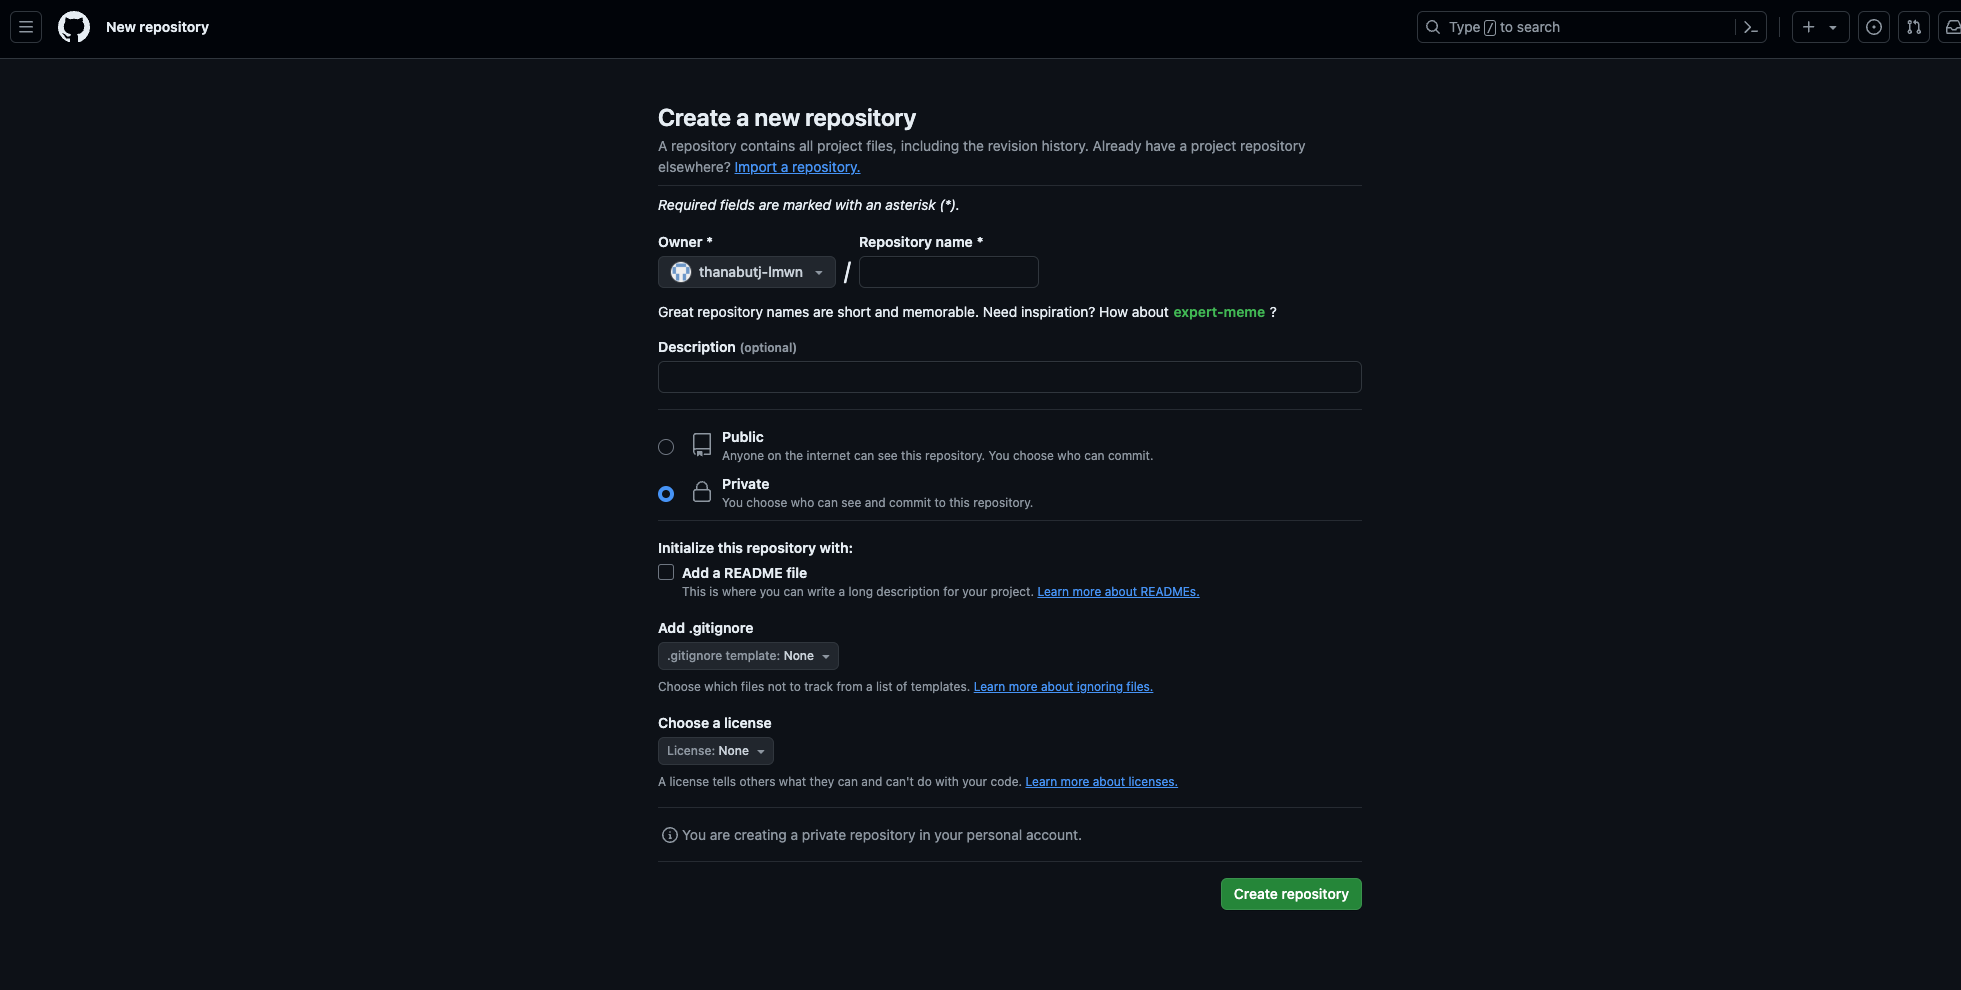 New repository
Type / to search
Create a new repository
A repository contains all project files, including the revision history. Already have a project repository
elsewhere? Import a repository.
Required fields are marked with an asterisk (*).
Owner *
Repository name *
thanabutj-lmwn
/
Great repository names are short and memorable. Need inspiration? How about expert-meme ?
Description (optional)
Public
Anyone on the internet can see this repository. You choose who can commit.
Private
You choose who can see and commit to this repository.
Initialize this repository with:
Add a README file
This is where you can write a long description for your project. Learn more about READMEs.
Add .gitignore
.gitignore template: None
Choose which files not to track from a list of templates. Learn more about ignoring files.
Choose a license
License: None
A license tells others what they can and can't do with your code. Learn more about licenses.
You are creating a private repository in your personal account.
Create repository